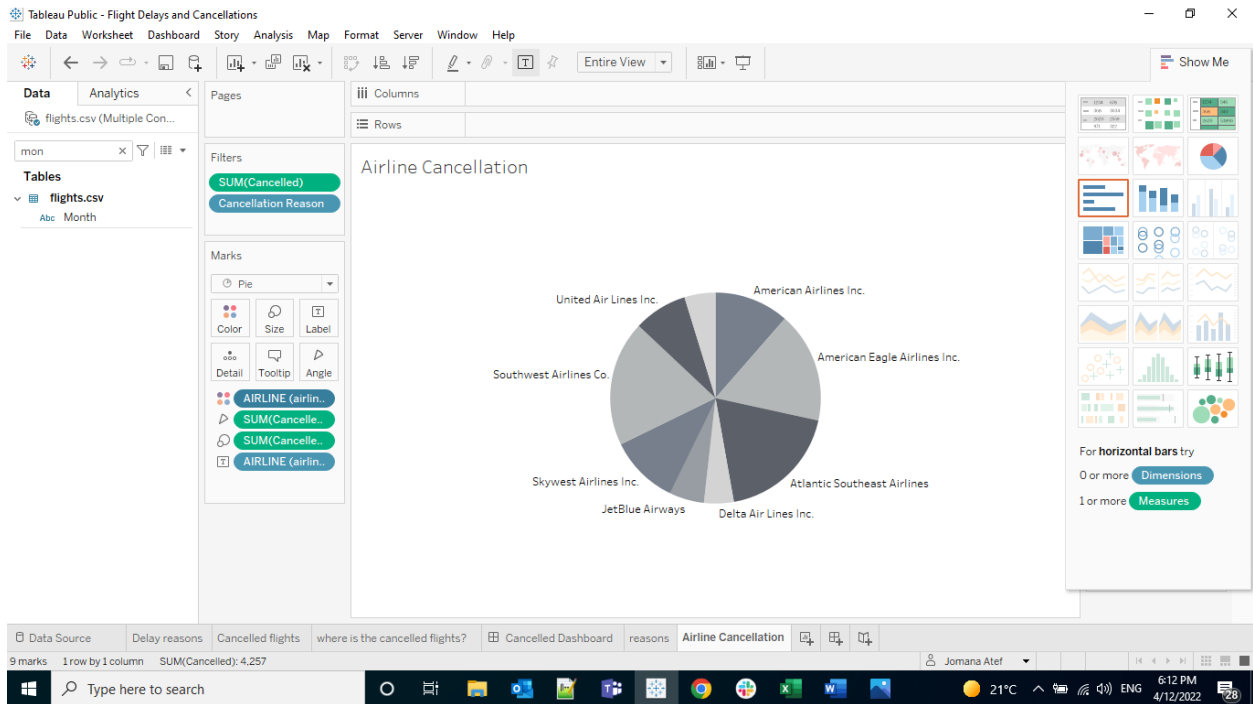 Tableau Public - Flight Delays and Cancellations
File Data Worksheet Dashboard Story Analysis Map Format Server Window Help
Entire View
Show Me
Data Analytics
flights.csv (Multiple Con...
mon
Tables
flights.csv
Abc Month
Pages
Columns
Rows
Filters
SUM(Cancelled)
Cancellation Reason
Marks
Pie
Color Size Label
Detail Tooltip Angle
AIRLINE (airlin..
SUM(Cancelle..
SUM(Cancelle..
AIRLINE (airlin..
Airline Cancellation
American Airlines Inc.
United Air Lines Inc.
American Eagle Airlines Inc.
Southwest Airlines Co.
Skywest Airlines Inc.
Atlantic Southeast Airlines
JetBlue Airways
Delta Air Lines Inc.
For horizontal bars try
0 or more Dimensions
1 or more Measures
Data Source Delay reasons Cancelled flights where is the cancelled flights? Cancelled Dashboard reasons Airline Cancellation
9 marks 1 row by 1 column SUM(Cancelled): 4,257
Jomana Atef
Type here to search
21°C
ENG
6:12 PM
4/12/2022
28